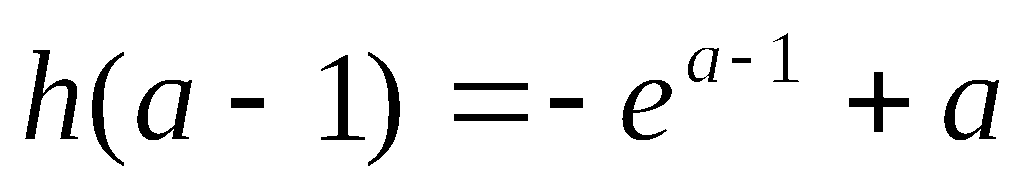 h(a - 1) = - e^{a - 1} + a